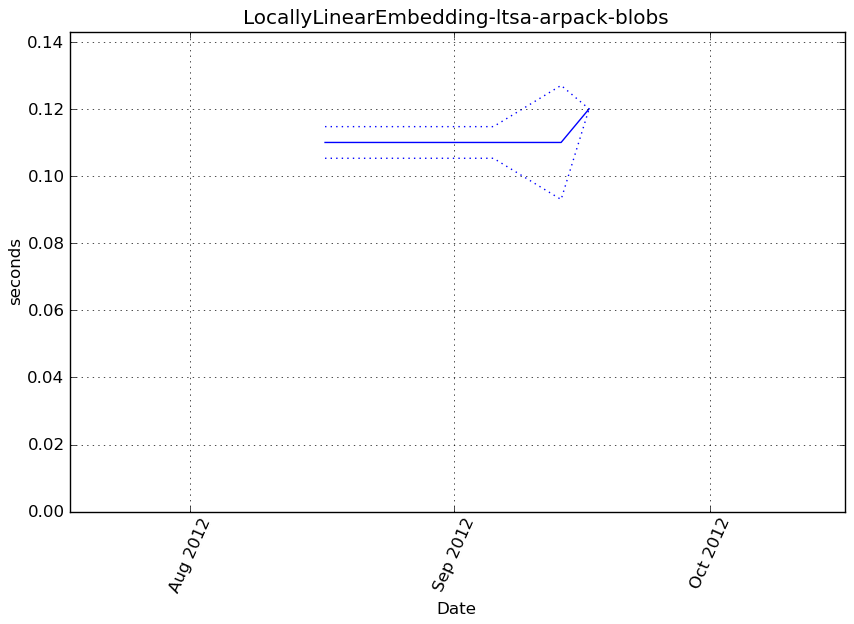 LocallyLinearEmbedding-ltsa-arpack-blobs
0.14
0.12
0.10
0.08
0.06
0.04
0.02
0.00
seconds
Aug 2012
Sep 2012
Oct 2012
Date